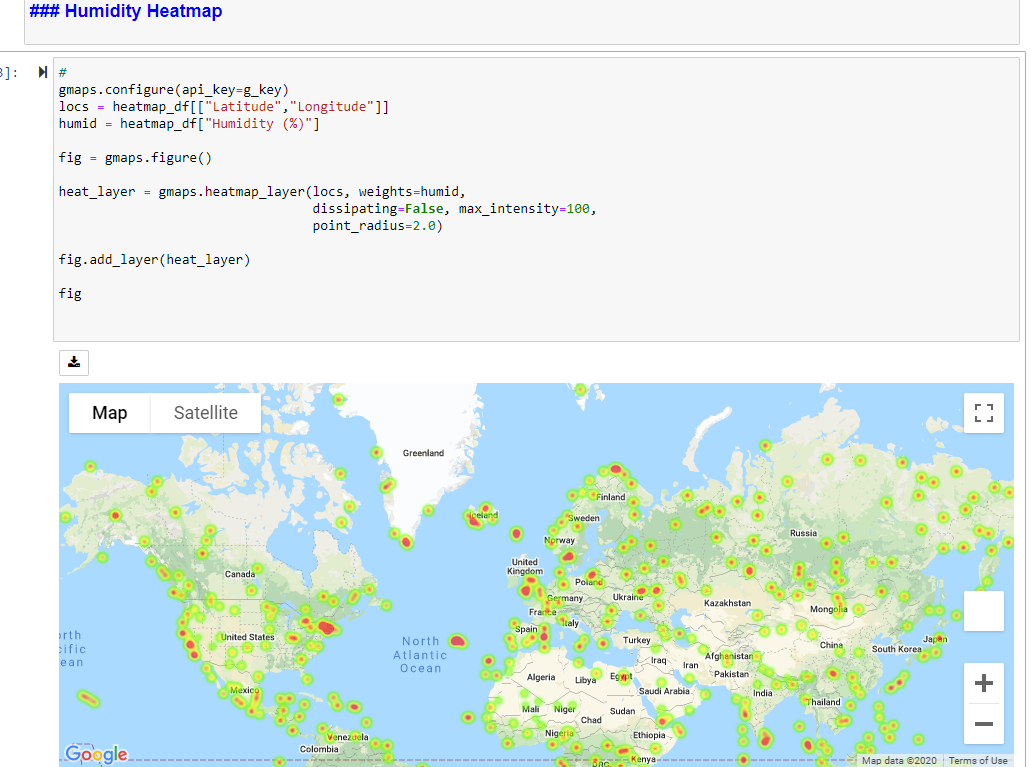 ### Humidity Heatmap
3]:
#
gmaps.configure(api_key=g_key)
locs = heatmap_df[["Latitude","Longitude"]]
humid = heatmap_df["Humidity (%)"]
fig = gmaps.figure()
heat_layer = gmaps.heatmap_layer(locs, weights=humid,
dissipating=False, max_intensity=100,
point_radius=2.0)
fig.add_layer(heat_layer)
fig
Map
Satellite
Greenland
Iceland
Finland
Sweden
Norway
Russia
United
Kingdom
Canada
Poland
Germany
Ukraine
Kazakhstan
Mongolia
France
Italy
Spain
United States
North
Atlantic
Ocean
orth
cific
ean
Turkey
China
Japan
South Korea
Iraq
Iran
Afghanistan
Pakistan
Algeria
Libya
Egypt
Saudi Arabia
India
Mexico
Thailand
Mali
Niger
Chad
Sudan
Nigeria
Ethiopia
Venezuela
Colombia
DRC
Kenya
Google
Map data ©2020
Terms of Use